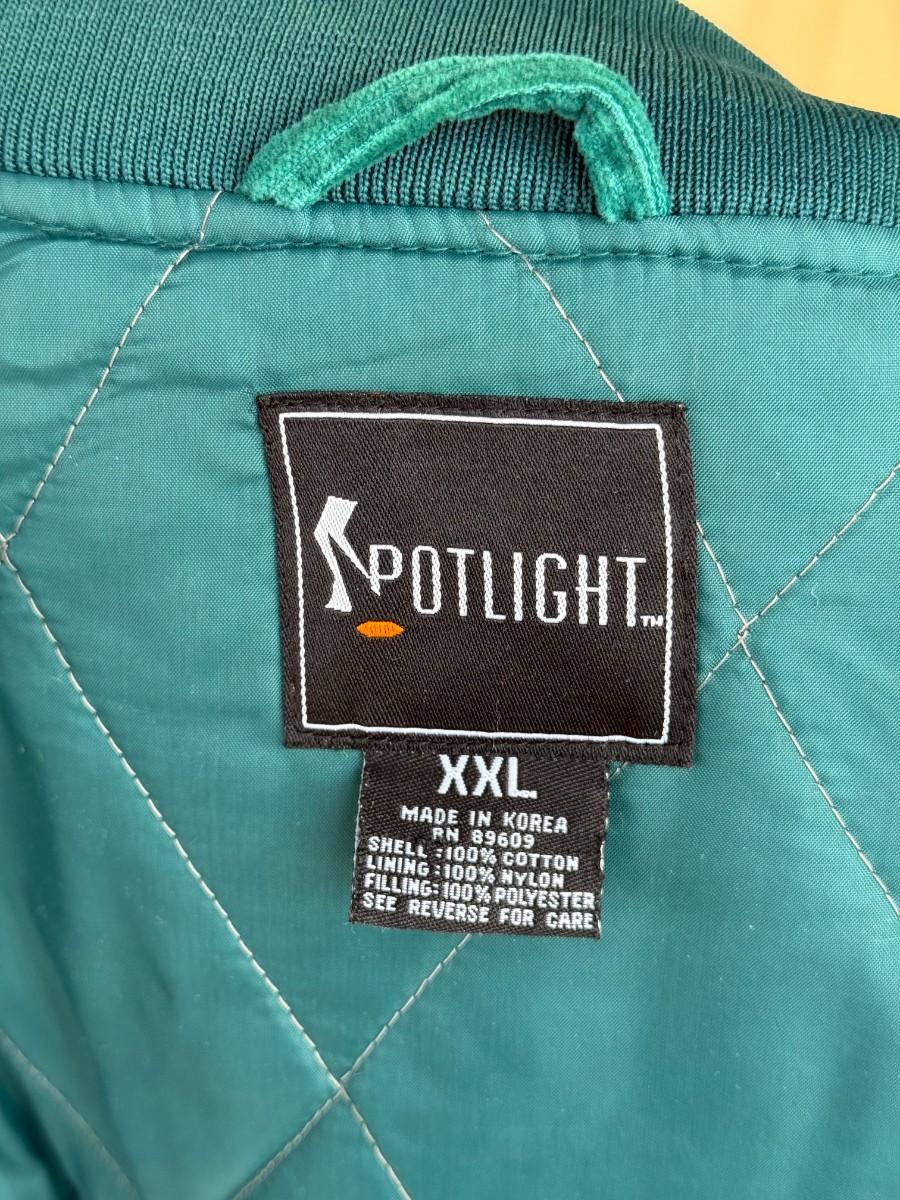 SPOTLIGHT™
XXL
MADE IN KOREA
RN 89609
SHELL :100% COTTON
LINING:100% NYLON
FILLING:100% POLYESTER
SEE REVERSE FOR CARE